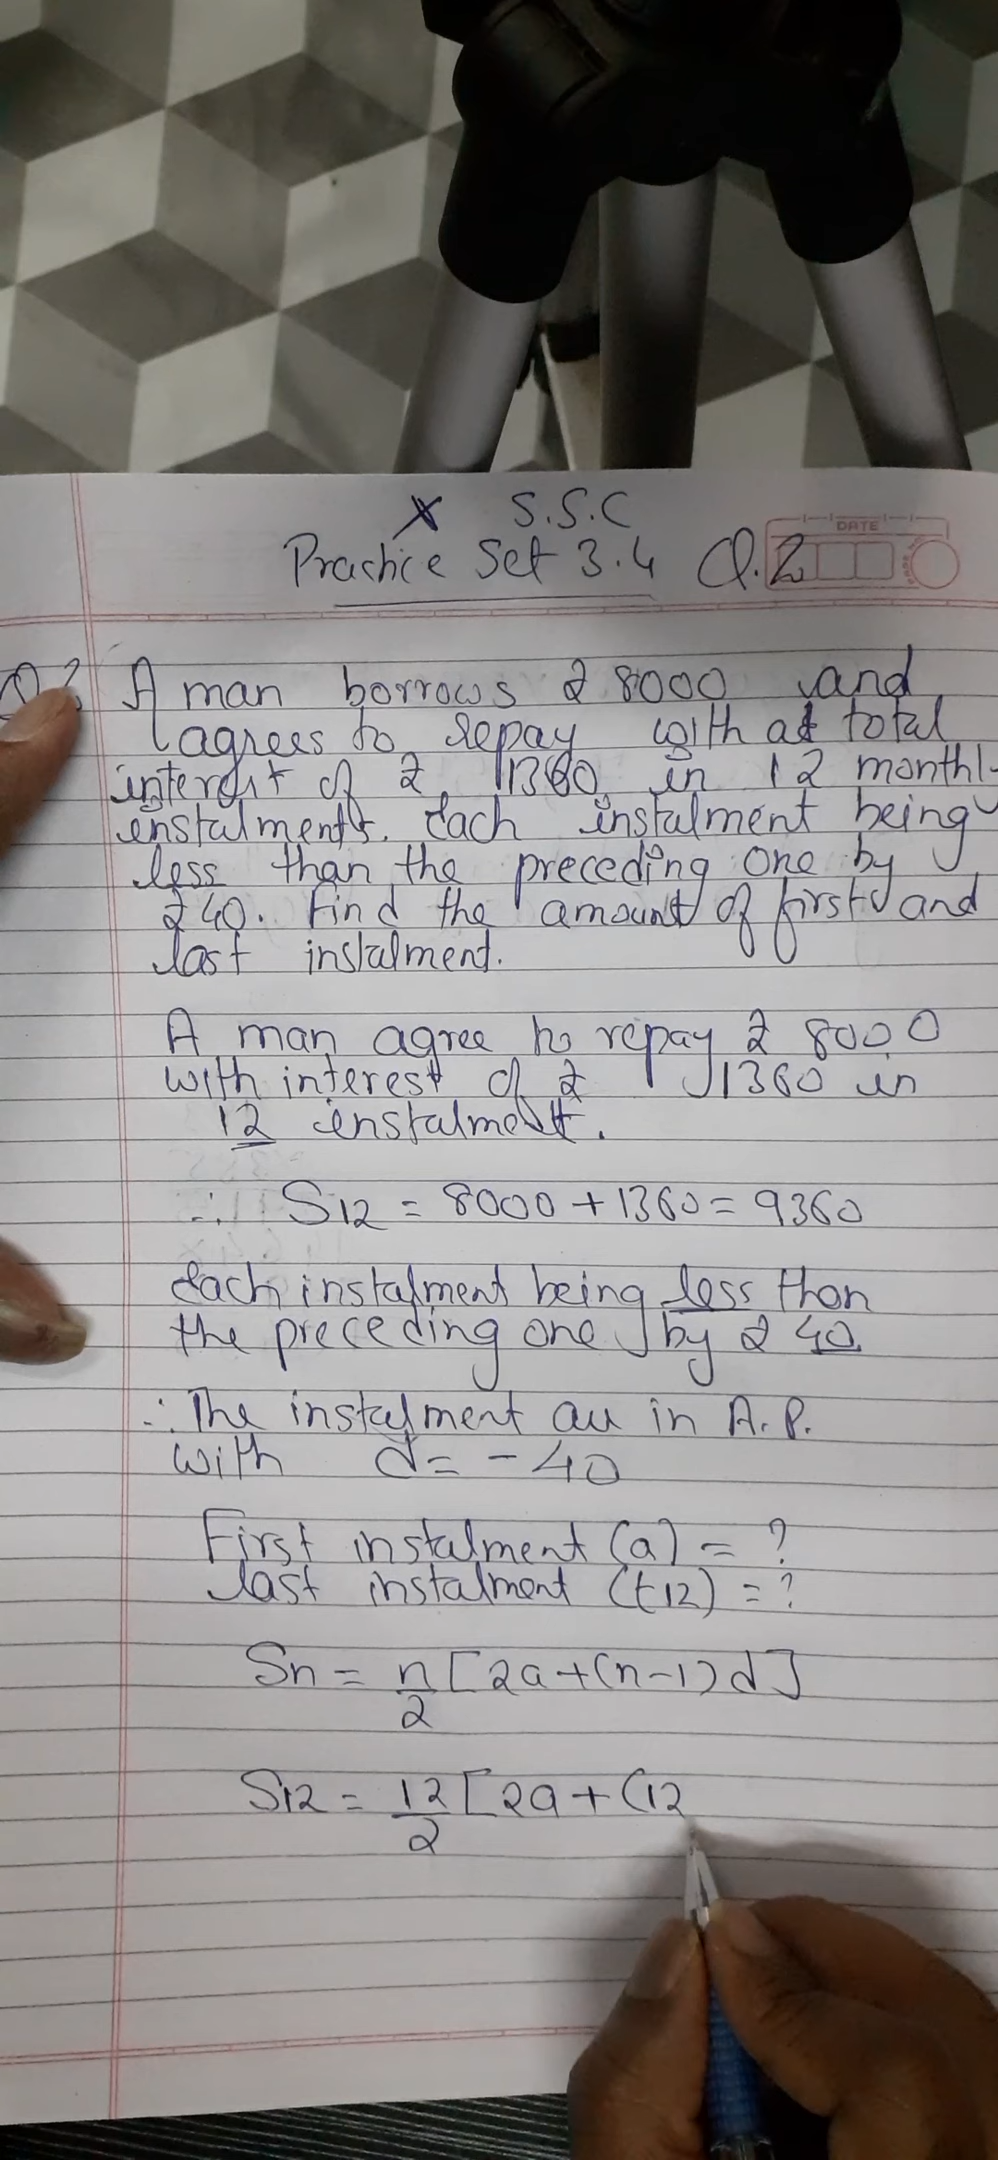 X S.S.C
DATE
Practice Set 3.4 Q.2
A man borrows ₹ 8000 and
agrees to repay with at total
interest of ₹ 1360 in 12 monthly
instalments. Each instalment being
less than the preceding one by
₹ 40. Find the amount of first and
last instalment.
A man agree to repay ₹ 8000
with interest of ₹ 1360 in
12 instalment.
∴ S12 = 8000 + 1360 = 9360
Each instalment being less than
the preceding one by ₹ 40
∴ The instalment are in A.P.
with d = - 40
First instalment (a) = ?
last instalment (t12) = ?
Sn = n/2 [2a+(n-1)d]
S12 = 12/2 [2a + (12